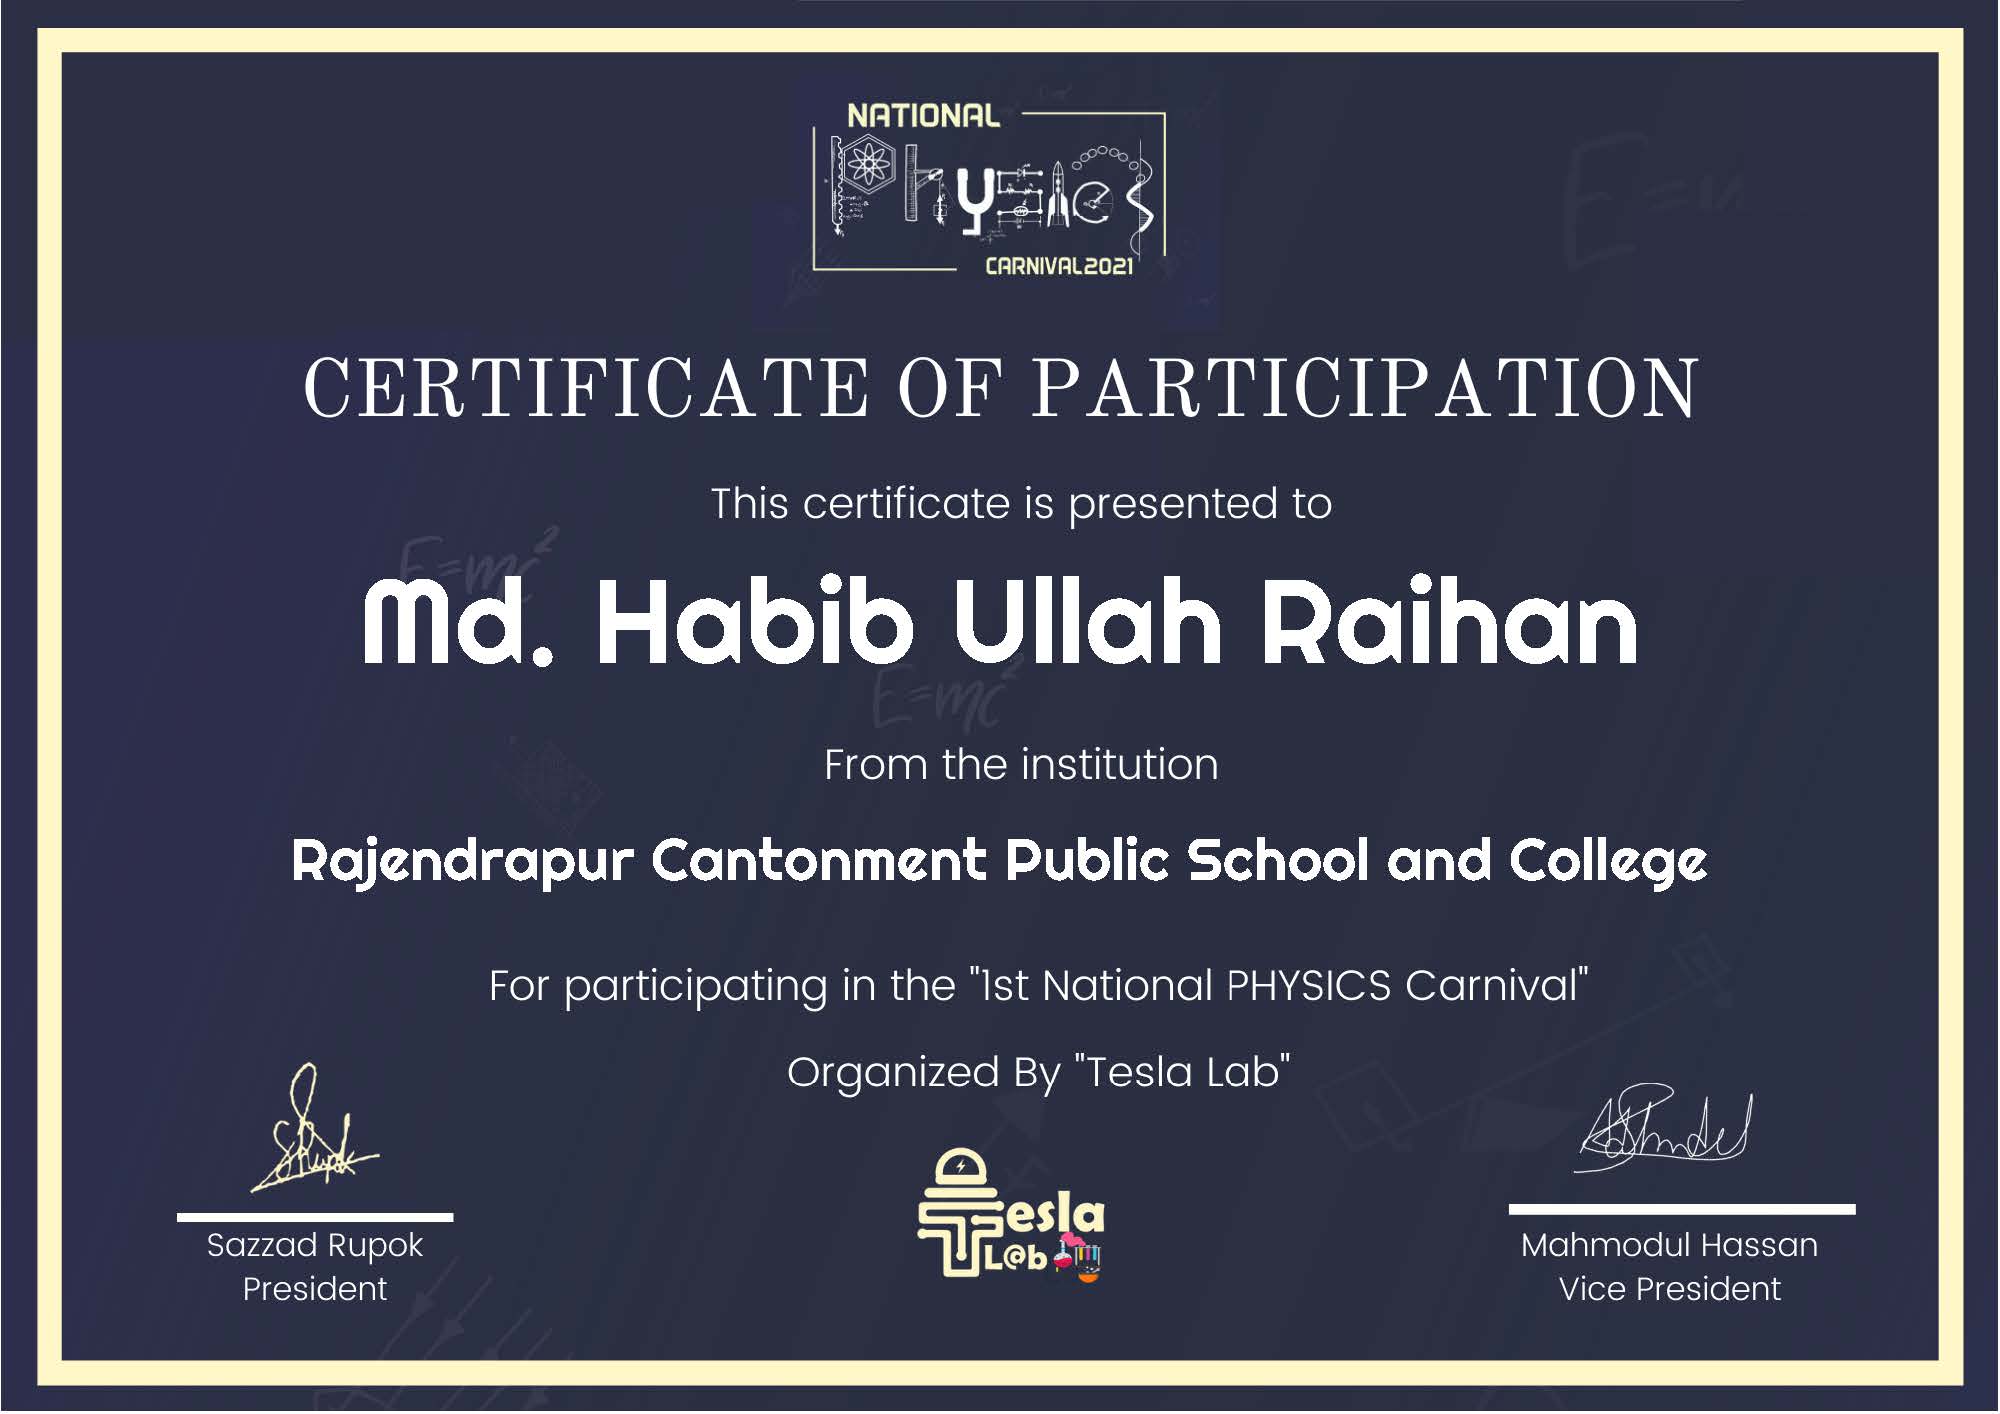 NATIONAL
Physics
CARNIVAL2021
CERTIFICATE OF PARTICIPATION
This certificate is presented to
E=mc²
Md. Habib Ullah Raihan
E=mc²
From the institution
Rajendrapur Cantonment Public School and College
For participating in the "1st National PHYSICS Carnival"
Organized By "Tesla Lab"
Tesla
L@b
Sazzad Rupok
President
Mahmodul Hassan
Vice President